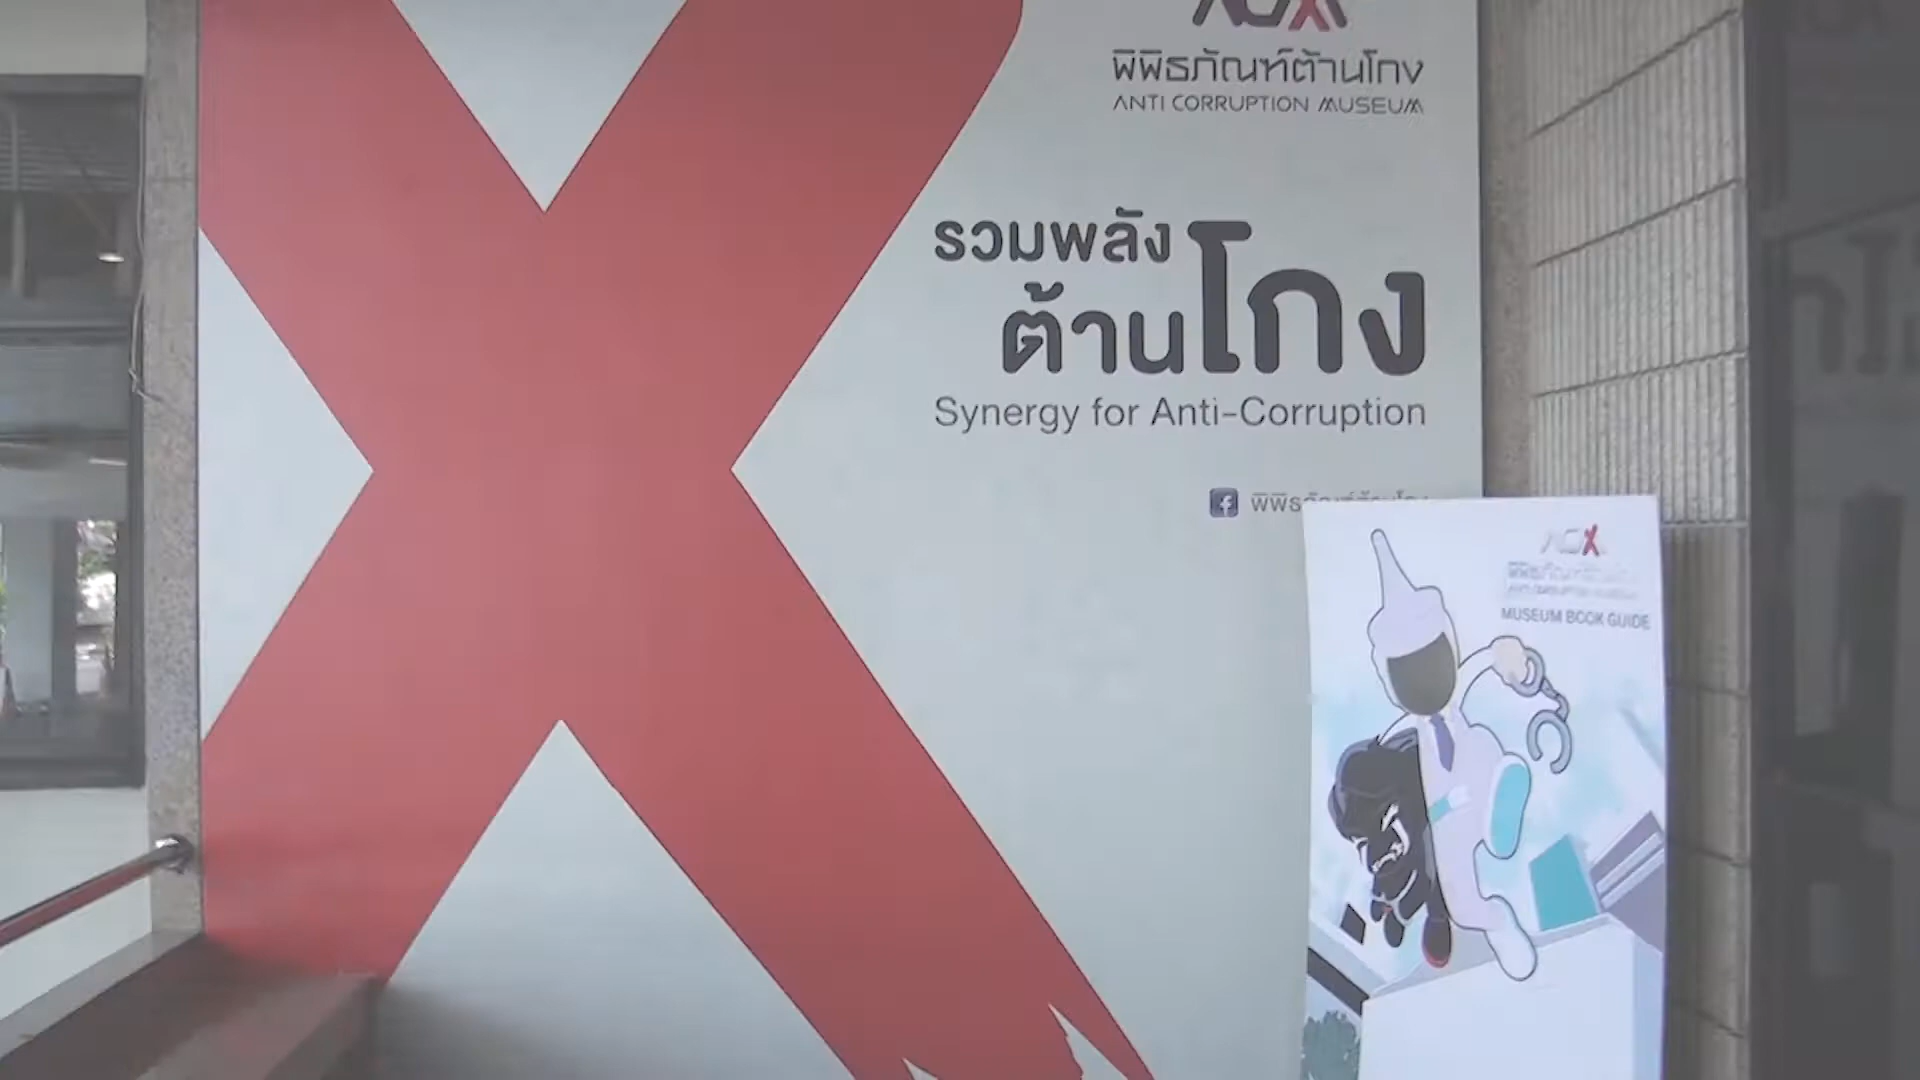 พิพิธภัณฑ์ต้านโกง
ANTI CORRUPTION MUSEUM
รวมพลัง
ต้านโกง
Synergy for Anti-Corruption
MUSEUM BOOK GUIDE